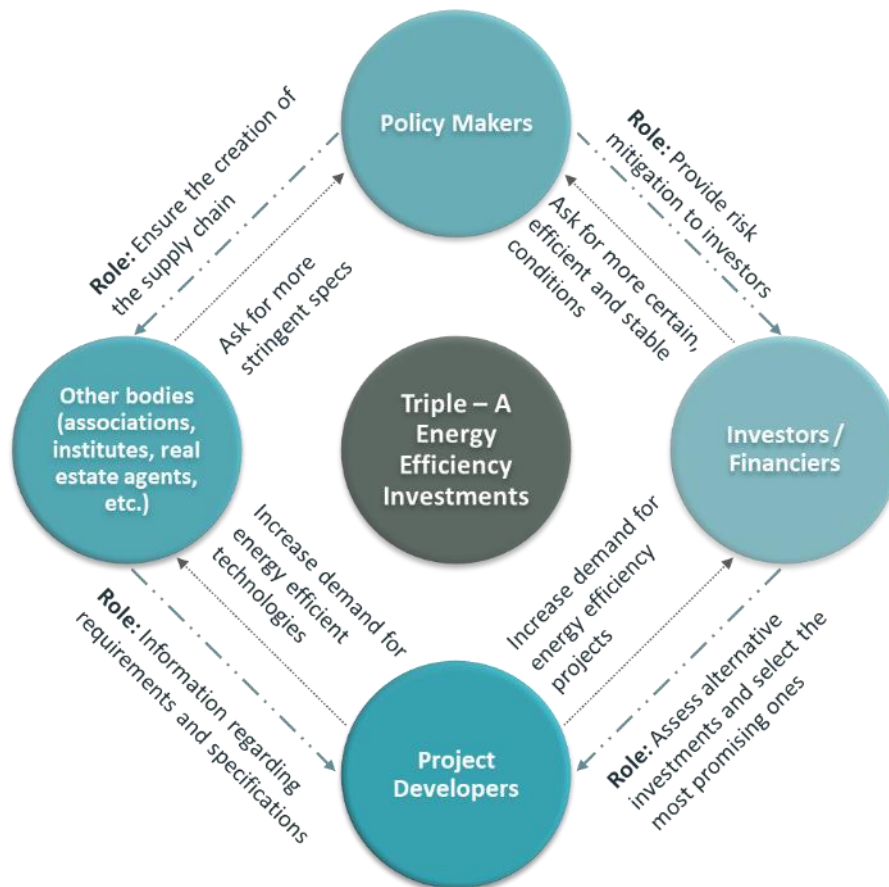 Policy Makers
Role: Ensure the creation of
the supply chain
Ask for more
stringent specs
Role: Provide risk
mitigation to investors
Ask for more certain,
efficient and stable
conditions
Other bodies
(associations,
institutes, real
estate agents,
etc.)
Triple – A
Energy
Efficiency
Investments
Investors /
Financiers
Increase demand for
energy efficient
technologies
Role: Information regarding
requirements and specifications
Increase demand for
energy efficiency
projects
Role: Assess alternative
investments and select the
most promising ones
Project
Developers